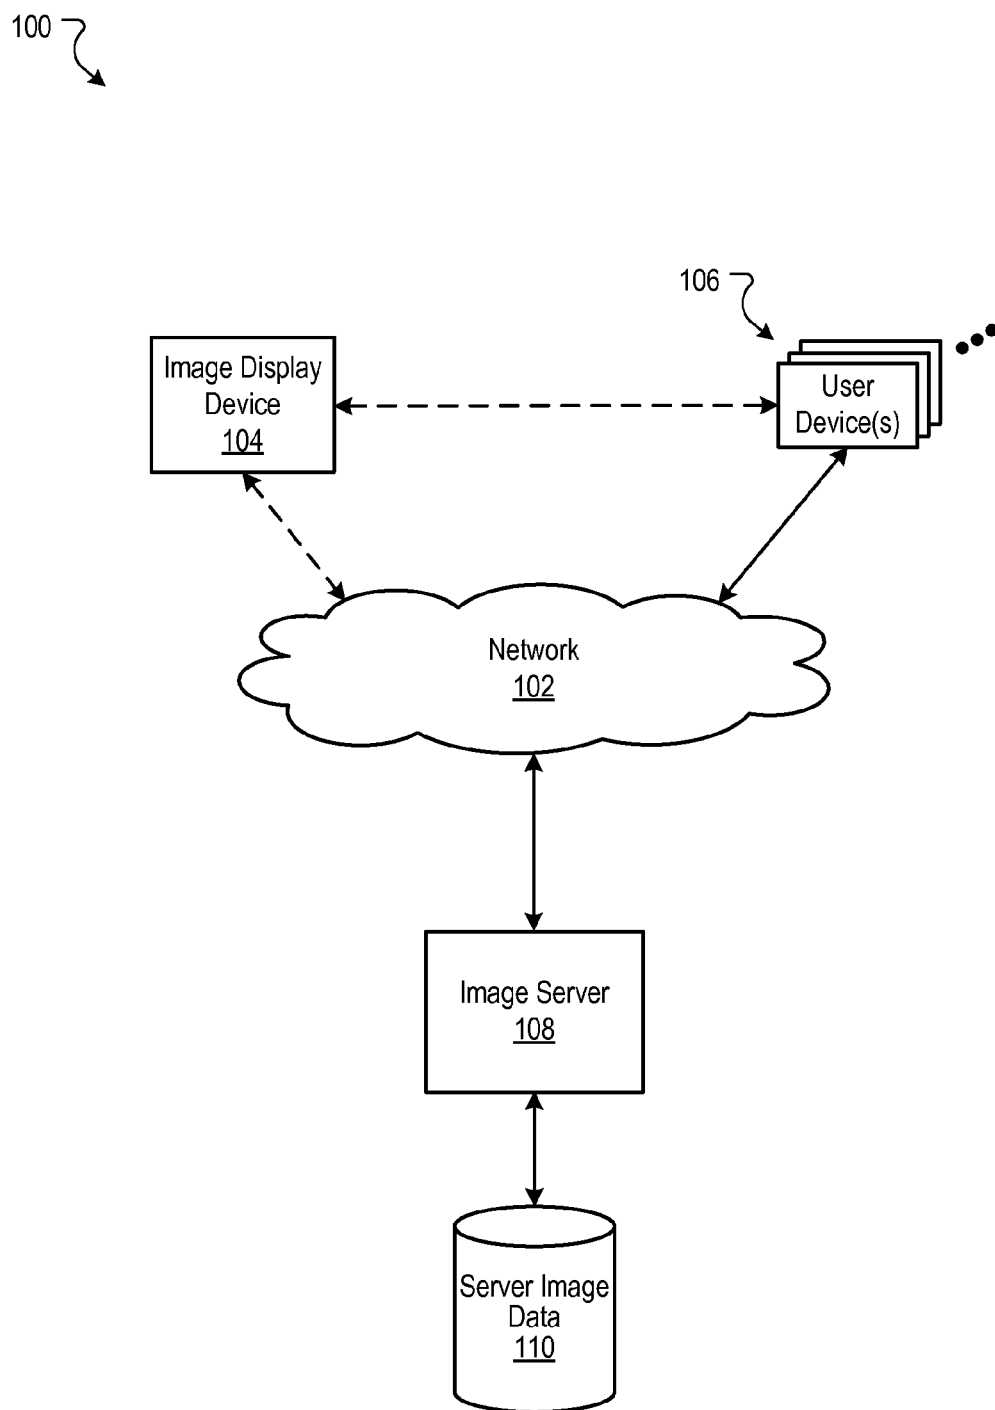 100
106
Image Display
Device
104
User
Device(s)
Network
102
Image Server
108
Server Image
Data
110